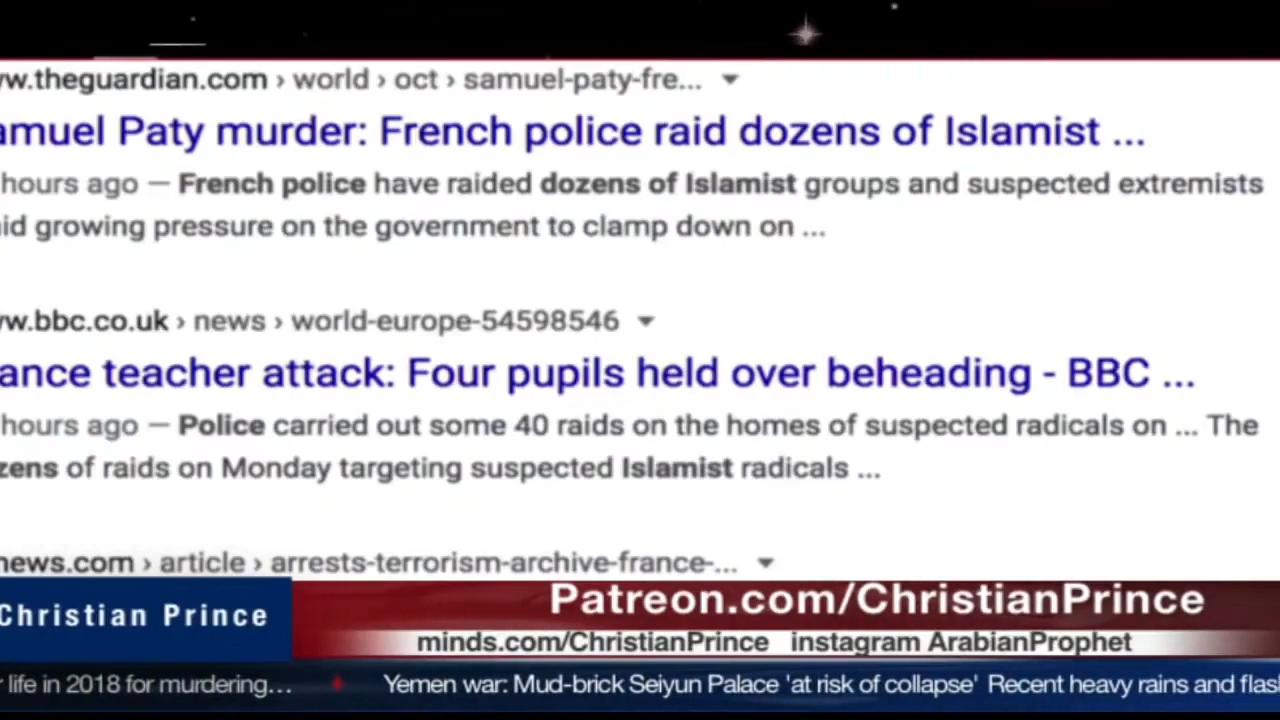 ww.theguardian.com › world › oct › samuel-paty-fre...
amuel Paty murder: French police raid dozens of Islamist ...
hours ago — French police have raided dozens of Islamist groups and suspected extremists
id growing pressure on the government to clamp down on ...
ww.bbc.co.uk › news › world-europe-54598546
ance teacher attack: Four pupils held over beheading - BBC ...
hours ago — Police carried out some 40 raids on the homes of suspected radicals on ... The
zens of raids on Monday targeting suspected Islamist radicals ...
news.com › article › arrests-terrorism-archive-france-...
Christian Prince
Patreon.com/ChristianPrince
minds.com/ChristianPrince instagram ArabianProphet
r life in 2018 for murdering... Yemen war: Mud-brick Seiyun Palace 'at risk of collapse' Recent heavy rains and flas